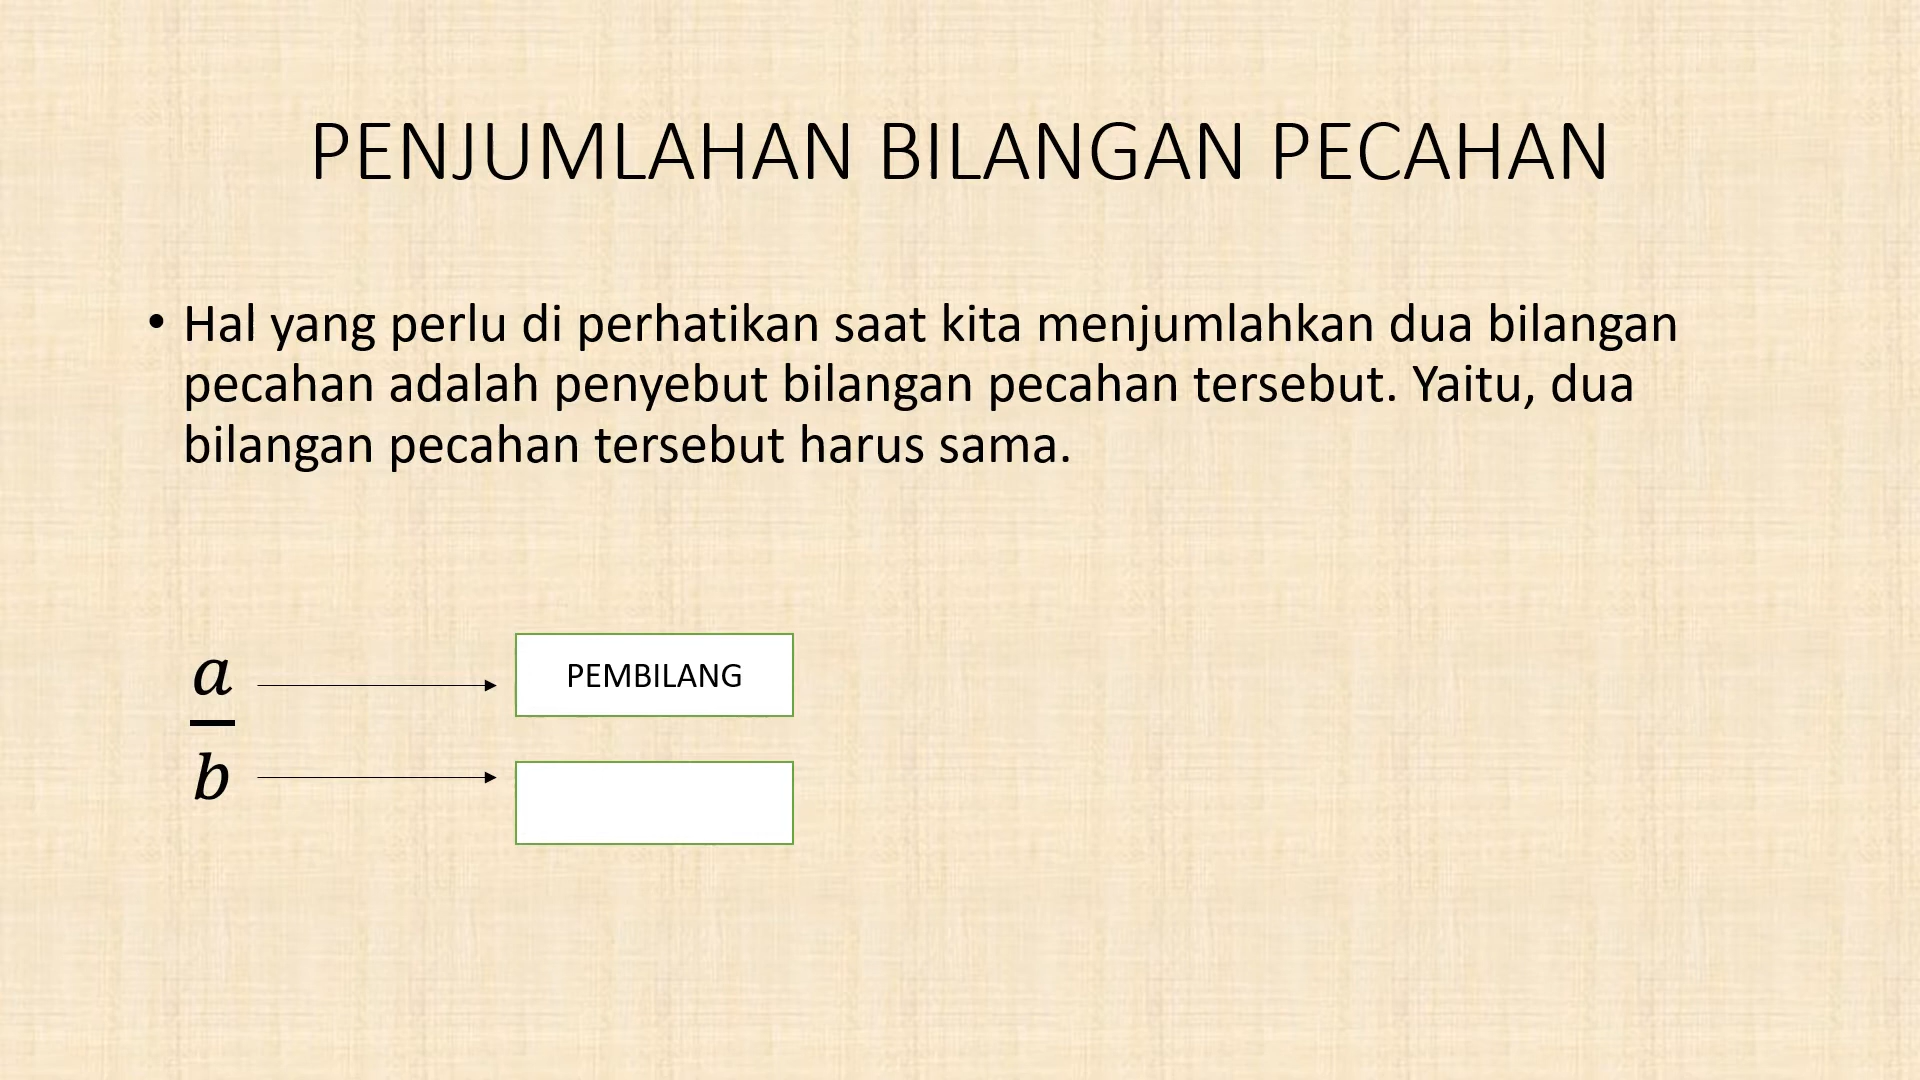 PENJUMLAHAN BILANGAN PECAHAN
• Hal yang perlu di perhatikan saat kita menjumlahkan dua bilangan
pecahan adalah penyebut bilangan pecahan tersebut. Yaitu, dua
bilangan pecahan tersebut harus sama.
a
PEMBILANG
b